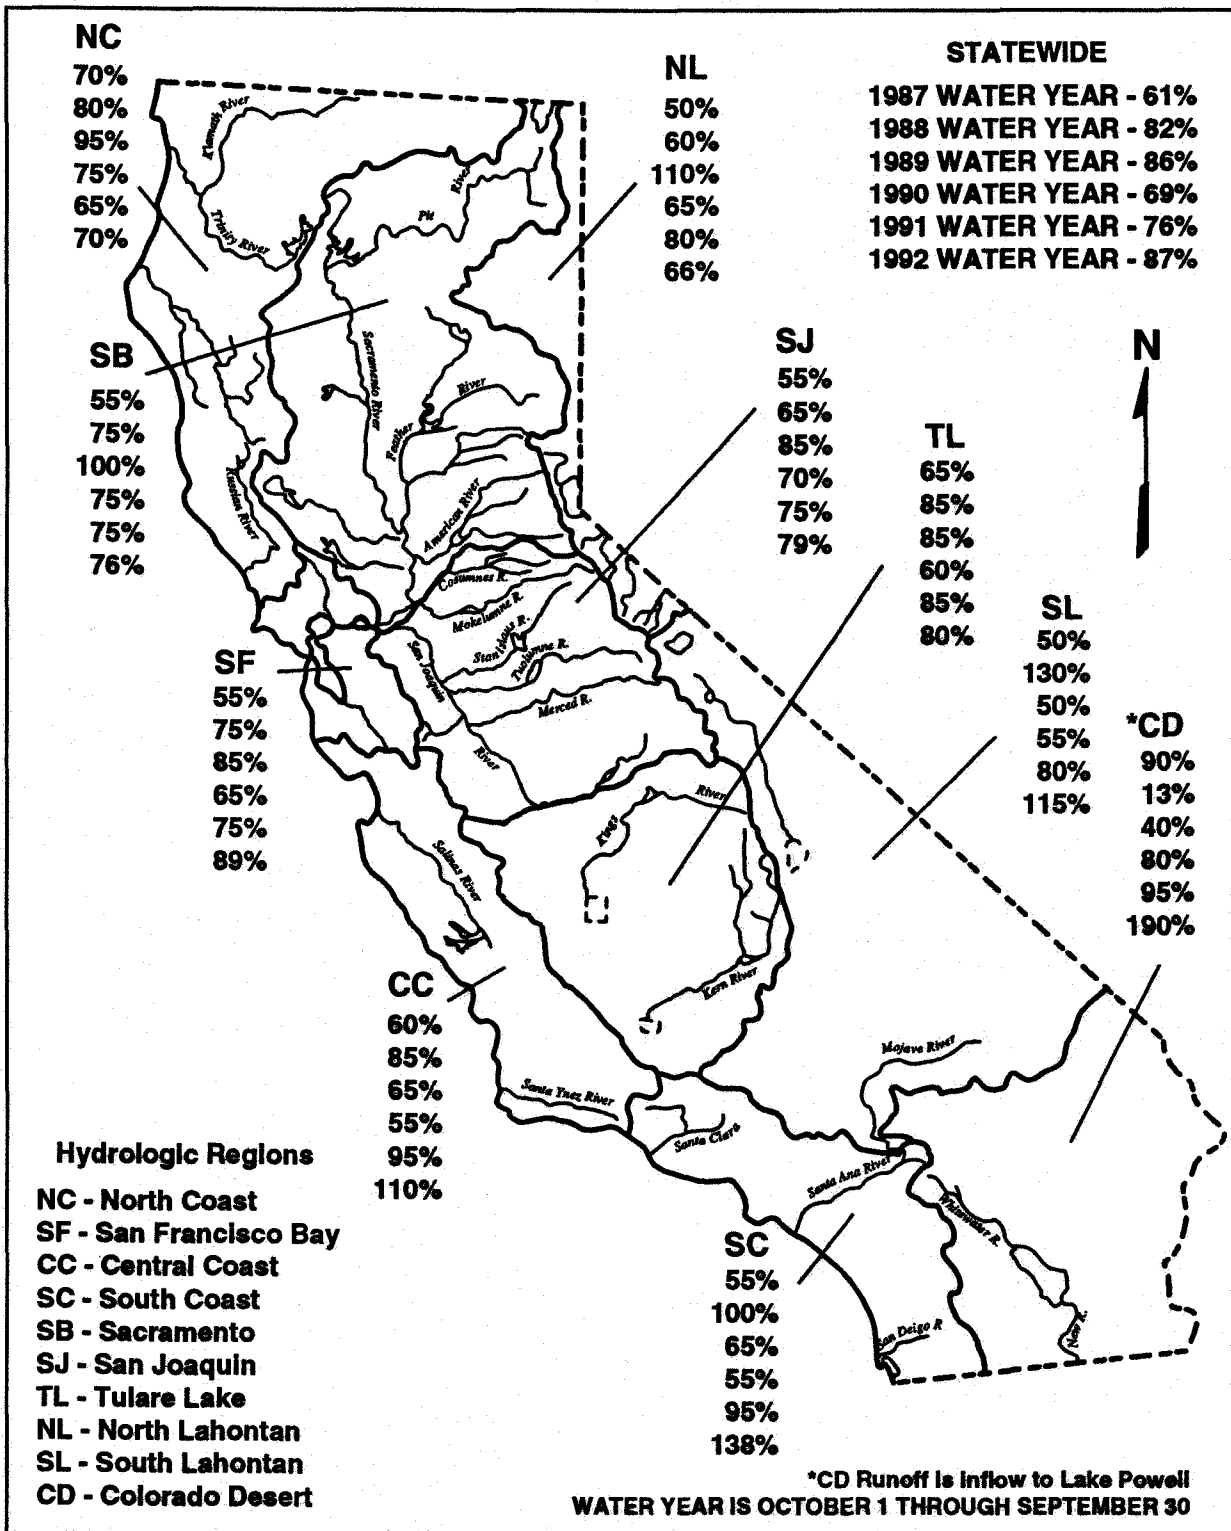 NC
70%
80%
95%
75%
65%
70%
NL
50%
60%
110%
65%
80%
66%
STATEWIDE
1987 WATER YEAR - 61%
1988 WATER YEAR - 82%
1989 WATER YEAR - 86%
1990 WATER YEAR - 69%
1991 WATER YEAR - 76%
1992 WATER YEAR - 87%
Klamath River
Trinity River
Pit
River
SB
55%
75%
100%
75%
75%
76%
Sacramento River
Feather
River
Russian River
American River
SJ
55%
65%
85%
70%
75%
79%
N
TL
65%
85%
85%
60%
85%
80%
Cosumnes R.
Mokelumne R.
Stanislaus R.
Tuolumne R.
Merced R.
San Joaquin
River
SF
55%
75%
85%
65%
75%
89%
SL
50%
130%
50%
55%
80%
115%
*CD
90%
13%
40%
80%
95%
190%
Kings
River
Salinas River
Kern River
CC
60%
85%
65%
55%
95%
110%
Mojave River
Santa Ynez River
Santa Clara
Santa Ana River
Whitewater R.
New R.
San Deigo R
SC
55%
100%
65%
55%
95%
138%
Hydrologic Regions
NC - North Coast
SF - San Francisco Bay
CC - Central Coast
SC - South Coast
SB - Sacramento
SJ - San Joaquin
TL - Tulare Lake
NL - North Lahontan
SL - South Lahontan
CD - Colorado Desert
*CD Runoff is inflow to Lake Powell
WATER YEAR IS OCTOBER 1 THROUGH SEPTEMBER 30